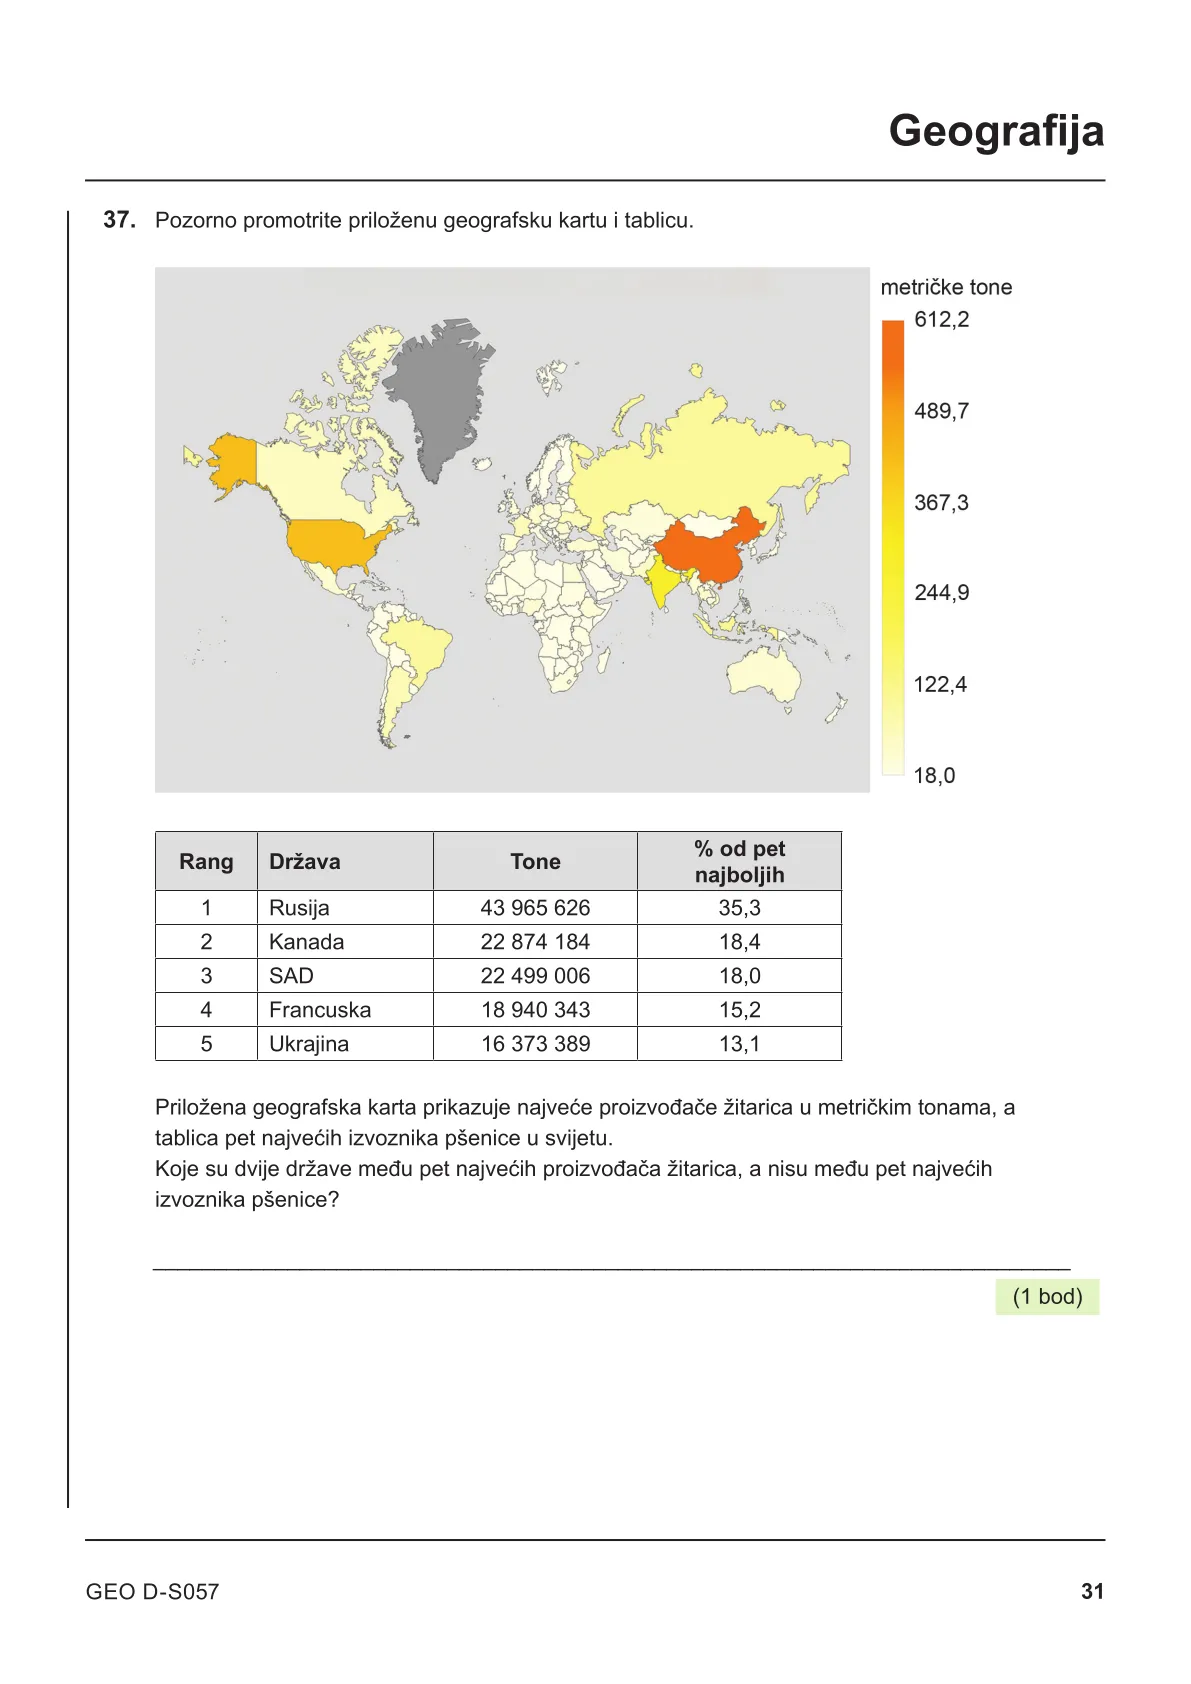 Geografija
37. Pozorno promotrite priloženu geografsku kartu i tablicu.
metričke tone
612,2
489,7
367,3
244,9
122,4
18,0
Rang Država Tone % od pet najboljih
1 Rusija 43 965 626 35,3
2 Kanada 22 874 184 18,4
3 SAD 22 499 006 18,0
4 Francuska 18 940 343 15,2
5 Ukrajina 16 373 389 13,1
Priložena geografska karta prikazuje najveće proizvođače žitarica u metričkim tonama, a
tablica pet najvećih izvoznika pšenice u svijetu.
Koje su dvije države među pet najvećih proizvođača žitarica, a nisu među pet najvećih
izvoznika pšenice?
(1 bod)
GEO D-S057
31